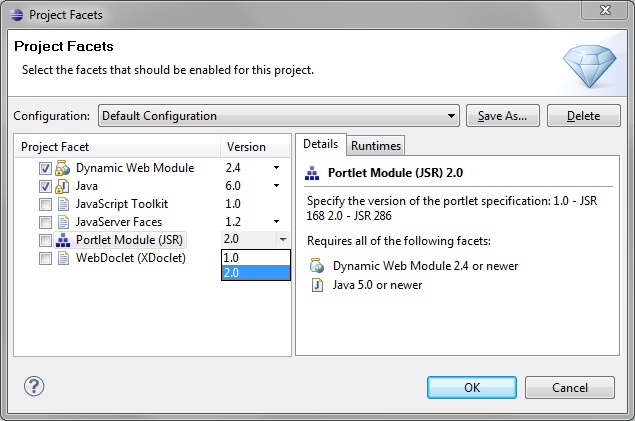 Project Facets
Project Facets
Select the facets that should be enabled for this project.
Configuration: Default Configuration Save As... Delete
Project Facet Version
Dynamic Web Module 2.4
Java 6.0
JavaScript Toolkit 1.0
JavaServer Faces 1.2
Portlet Module (JSR) 2.0
WebDoclet (XDoclet)
1.0
2.0
Details Runtimes
Portlet Module (JSR) 2.0
Specify the version of the portlet specification: 1.0 - JSR
168 2.0 - JSR 286
Requires all of the following facets:
Dynamic Web Module 2.4 or newer
Java 5.0 or newer
? OK Cancel